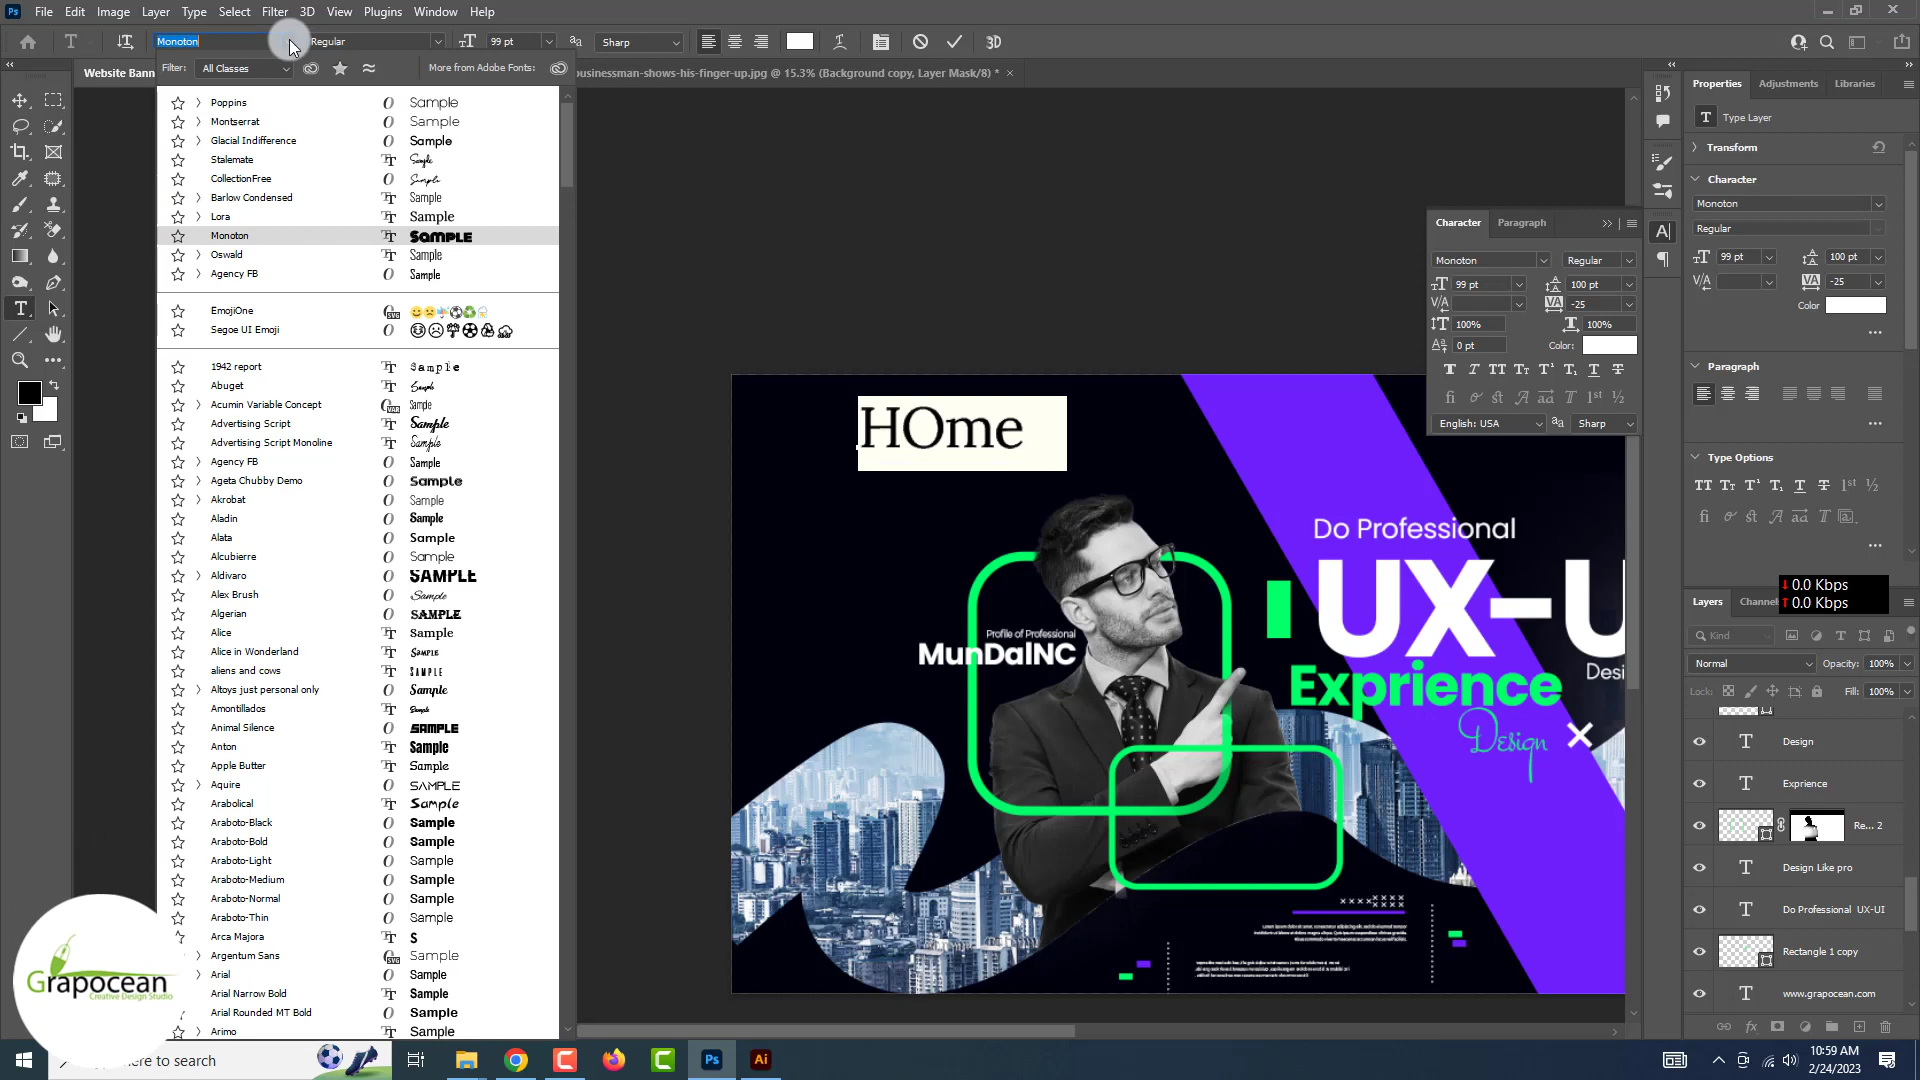 Ps File Edit Image Layer Type Select Filter 3D View Plugins Window Help
Monoton Regular 99 pt Sharp 3D
Filter: All Classes More from Adobe Fonts:
Website Bann
businessman-shows-his-finger-up.jpg @ 15.3% (Background copy, Layer Mask/8) *
Poppins Sample
Montserrat Sample
Glacial Indifference Sample
Stalemate Sample
CollectionFree Sample
Barlow Condensed Sample
Lora Sample
Monoton SAMPLE
Oswald Sample
Agency FB Sample
EmojiOne
Segoe UI Emoji
1942 report Sample
Abuget Sample
Acumin Variable Concept Sample
Advertising Script Sample
Advertising Script Monoline Sample
Agency FB Sample
Ageta Chubby Demo Sample
Akrobat Sample
Aladin Sample
Alata Sample
Alcubierre Sample
Aldivaro SAMPLE
Alex Brush Sample
Algerian SAMPLE
Alice Sample
Alice in Wonderland Sample
aliens and cows SAMPLE
Altoys just personal only Sample
Amontillados Sample
Animal Silence SAMPLE
Anton Sample
Apple Butter Sample
Aquire SAMPLE
Arabolical Sample
Araboto-Black Sample
Araboto-Bold Sample
Araboto-Light Sample
Araboto-Medium Sample
Araboto-Normal Sample
Araboto-Thin Sample
Arca Majora S
Argentum Sans Sample
Arial Sample
Arial Narrow Bold Sample
Arial Rounded MT Bold Sample
Arimo Sample
HOme
Do Professional
UX-U
Exprience
Desi
Design
Profile of Professional
MunDalNC
Character Paragraph
Monoton Regular
99 pt 100 pt
-25
100% 100%
0 pt Color:
English: USA Sharp
Properties Adjustments Libraries
Type Layer
Transform
Character
Monoton
Regular
99 pt 100 pt
-25
Color
Paragraph
Type Options
0.0 Kbps
0.0 Kbps
Layers Channel
Kind
Normal Opacity: 100%
Lock: Fill: 100%
Design
Exprience
Re... 2
Design Like pro
Do Professional UX-UI
Rectangle 1 copy
www.grapocean.com
Grapocean
Creative Design Studio
here to search
Ps Ai
10:59 AM
2/24/2023